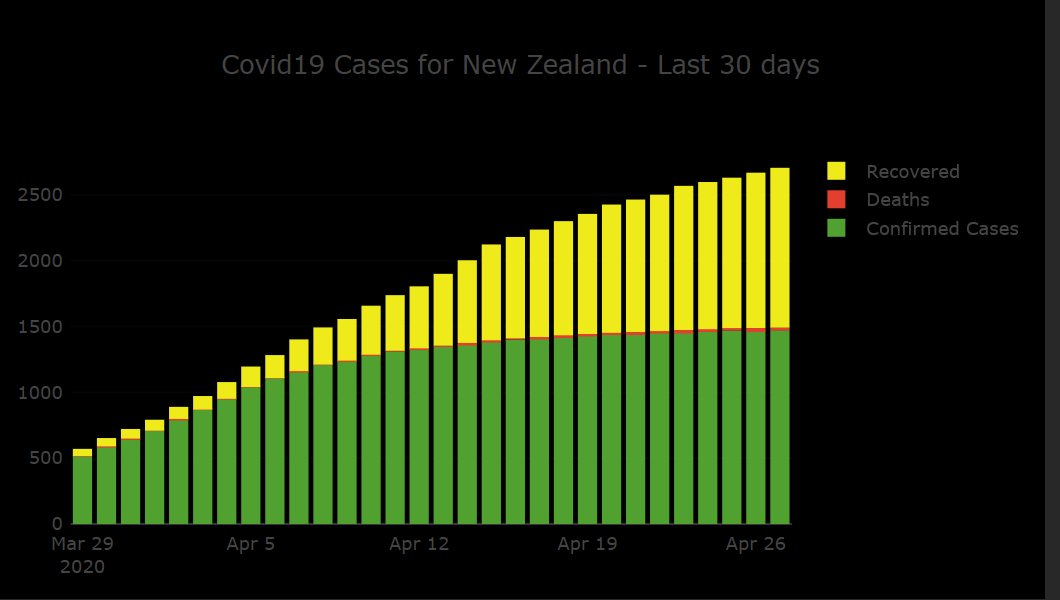 Covid19 Cases for New Zealand - Last 30 days
Recovered
Deaths
Confirmed Cases
2500
2000
1500
1000
500
0
Mar 29
2020
Apr 5
Apr 12
Apr 19
Apr 26